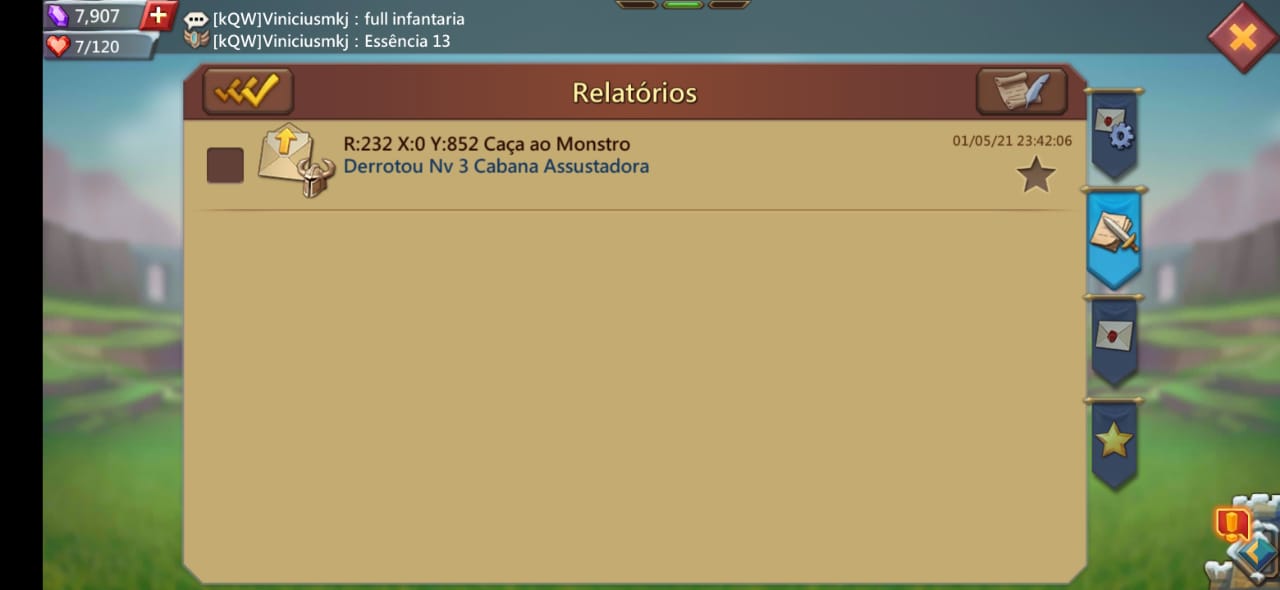 7,907
7/120
[kQW]Viniciusmkj : full infantaria
[kQW]Viniciusmkj : Essência 13
Relatórios
R:232 X:0 Y:852 Caça ao Monstro
01/05/21 23:42:06
Derrotou Nv 3 Cabana Assustadora